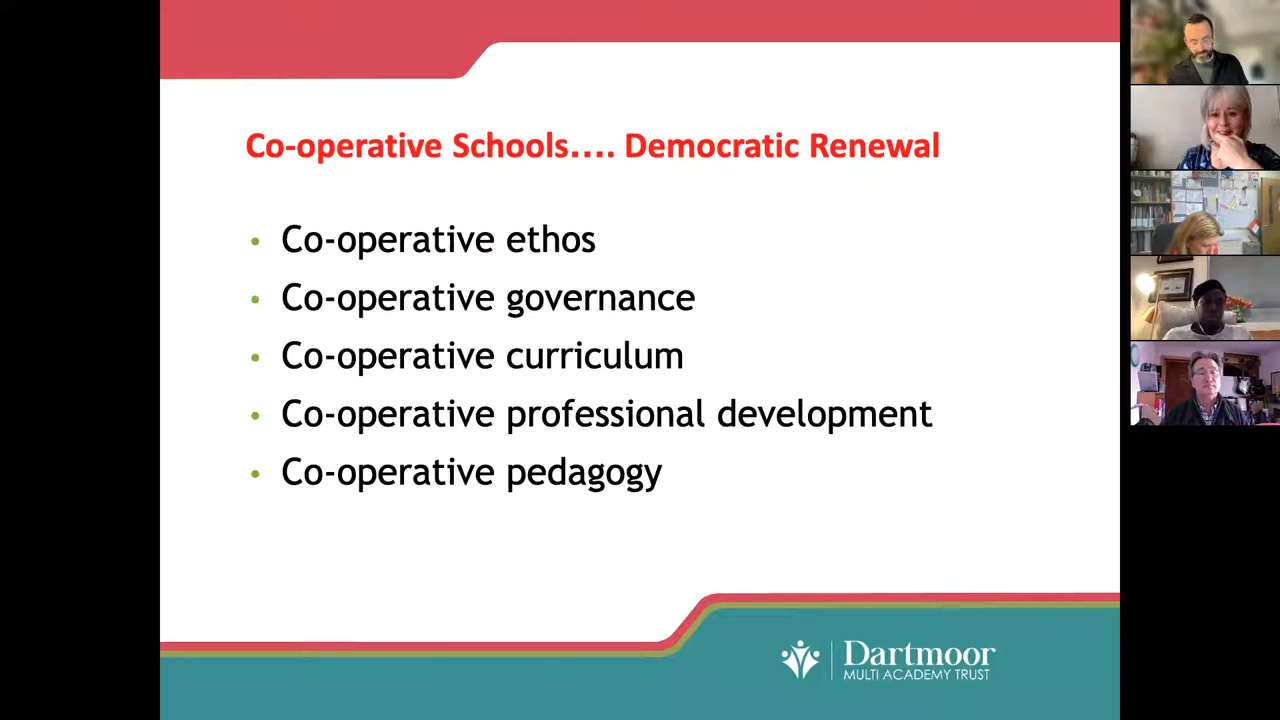 Co-operative Schools.... Democratic Renewal
• Co-operative ethos
• Co-operative governance
• Co-operative curriculum
• Co-operative professional development
• Co-operative pedagogy
Dartmoor
MULTI ACADEMY TRUST